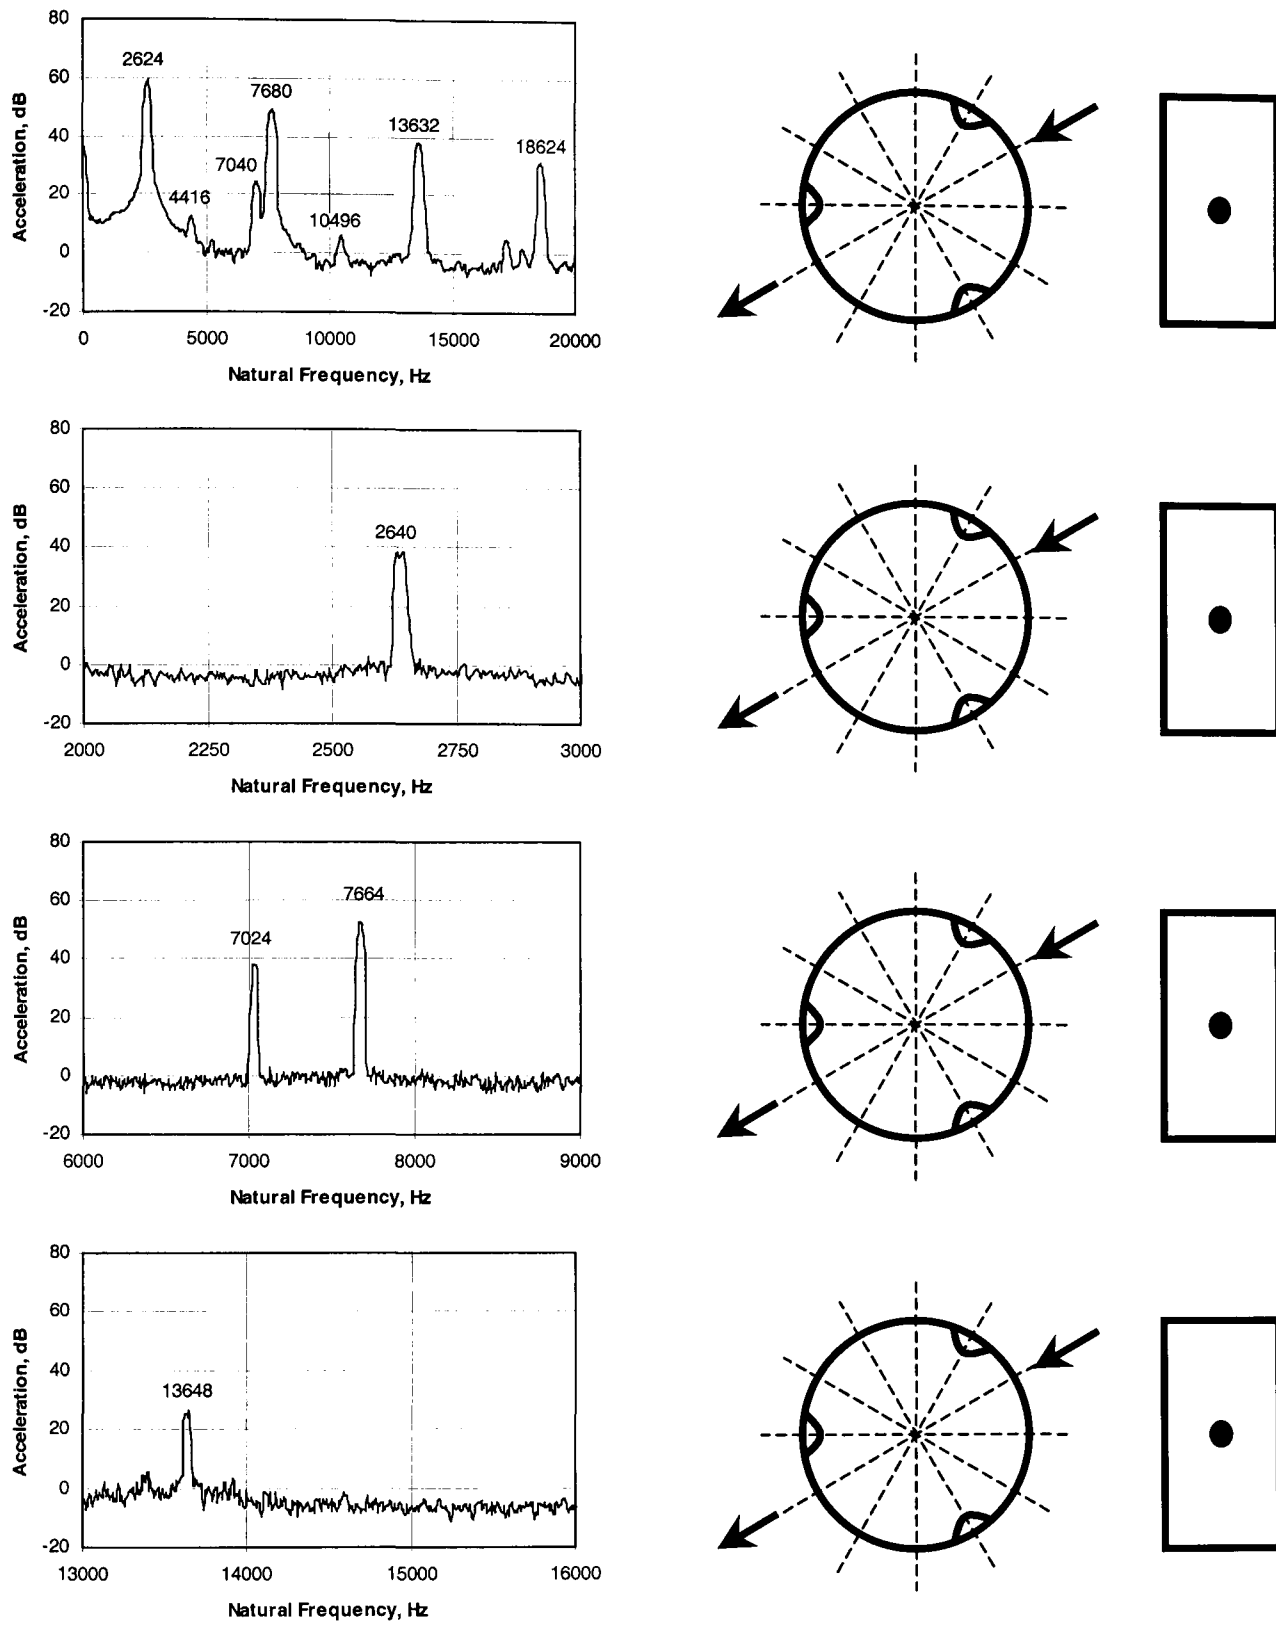 80
60
40
20
0
-20
Acceleration, dB
2624
4416
7040
7680
10496
13632
18624
0 5000 10000 15000 20000
Natural Frequency, Hz
80
60
40
20
0
-20
Acceleration, dB
2640
2000 2250 2500 2750 3000
Natural Frequency, Hz
80
60
40
20
0
-20
Acceleration, dB
7024
7664
6000 7000 8000 9000
Natural Frequency, Hz
80
60
40
20
0
-20
Acceleration, dB
13648
13000 14000 15000 16000
Natural Frequency, Hz